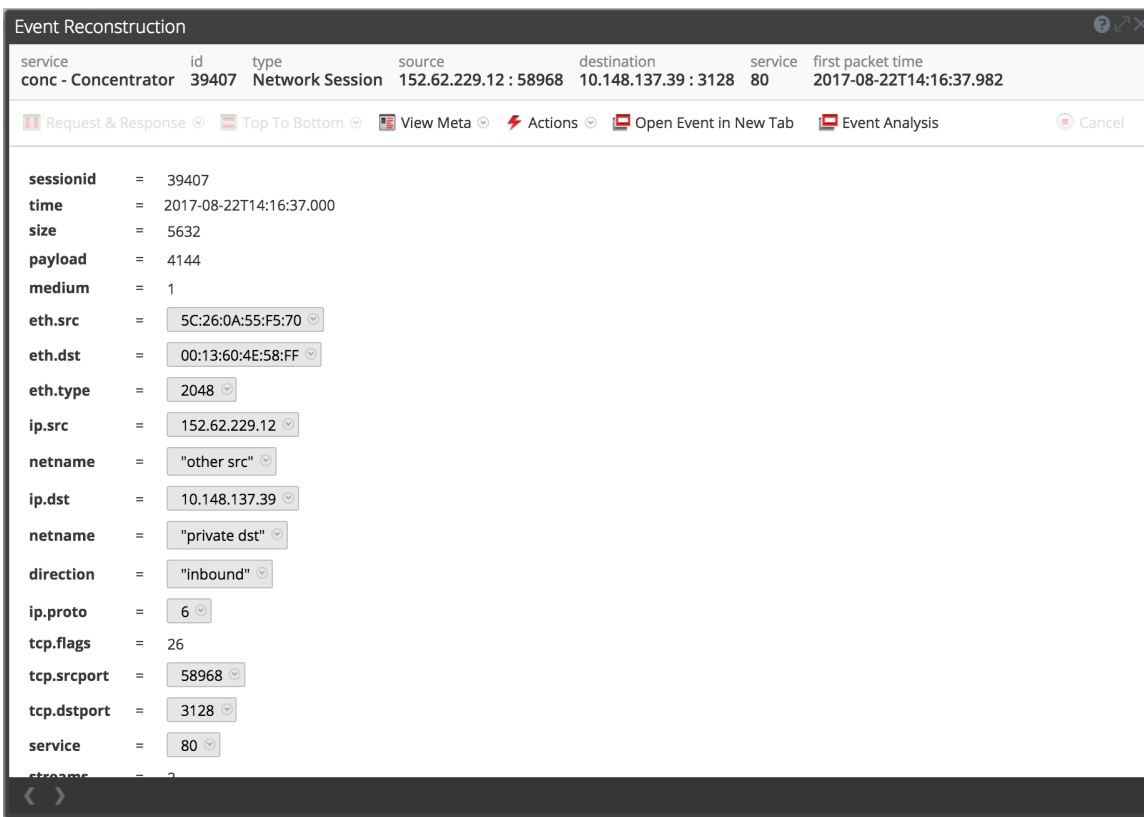 Event Reconstruction
service id type source destination service first packet time
conc - Concentrator 39407 Network Session 152.62.229.12 : 58968 10.148.137.39 : 3128 80 2017-08-22T14:16:37.982
Request & Response Top To Bottom View Meta Actions Open Event in New Tab Event Analysis Cancel
sessionid = 39407
time = 2017-08-22T14:16:37.000
size = 5632
payload = 4144
medium = 1
eth.src = 5C:26:0A:55:F5:70
eth.dst = 00:13:60:4E:58:FF
eth.type = 2048
ip.src = 152.62.229.12
netname = "other src"
ip.dst = 10.148.137.39
netname = "private dst"
direction = "inbound"
ip.proto = 6
tcp.flags = 26
tcp.srcport = 58968
tcp.dstport = 3128
service = 80
streams = 2